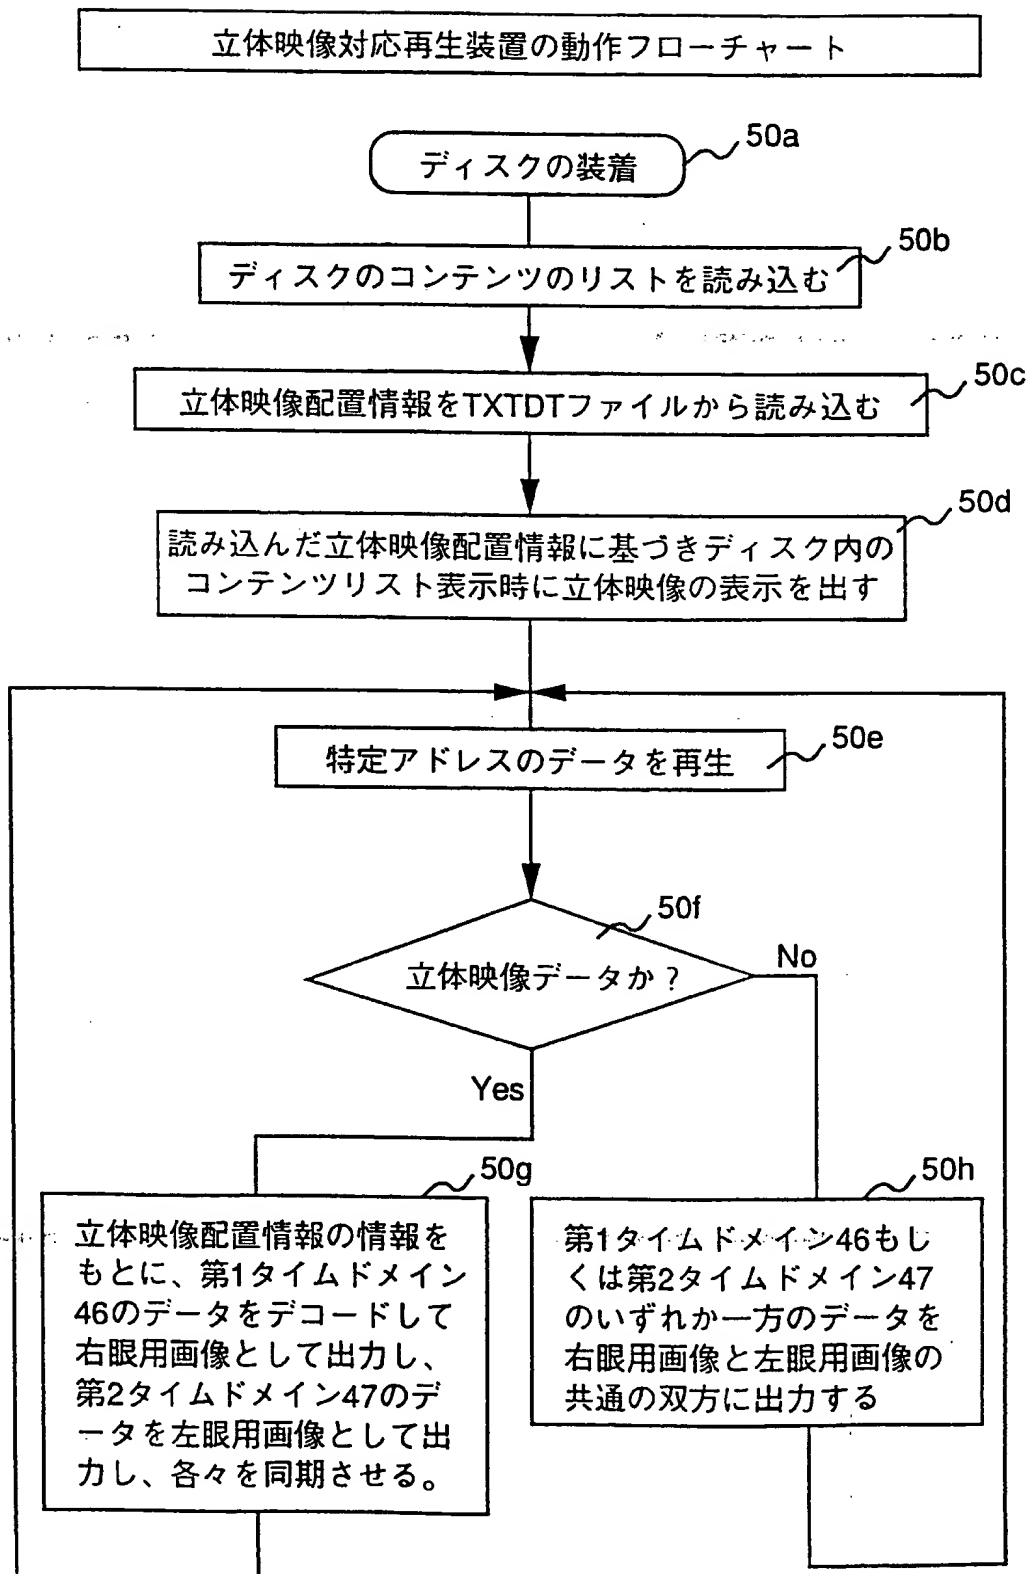 立体映像対応再生装置の動作フローチャート
50a
ディスクの装着
50b
ディスクのコンテンツのリストを読み込む
50c
立体映像配置情報をTXTDTファイルから読み込む
50d
読み込んだ立体映像配置情報に基づきディスク内の
コンテンツリスト表示時に立体映像の表示を出す
50e
特定アドレスのデータを再生
50f
立体映像データか?
No
Yes
50g
立体映像配置情報の情報を
もとに、第1タイムドメイン
46のデータをデコードして
右眼用画像として出力し、
第2タイムドメイン47のデ
ータを左眼用画像として出
力し、各々を同期させる。
50h
第1タイムドメイン46もし
くは第2タイムドメイン47
のいずれか一方のデータを
右眼用画像と左眼用画像の
共通の双方に出力する